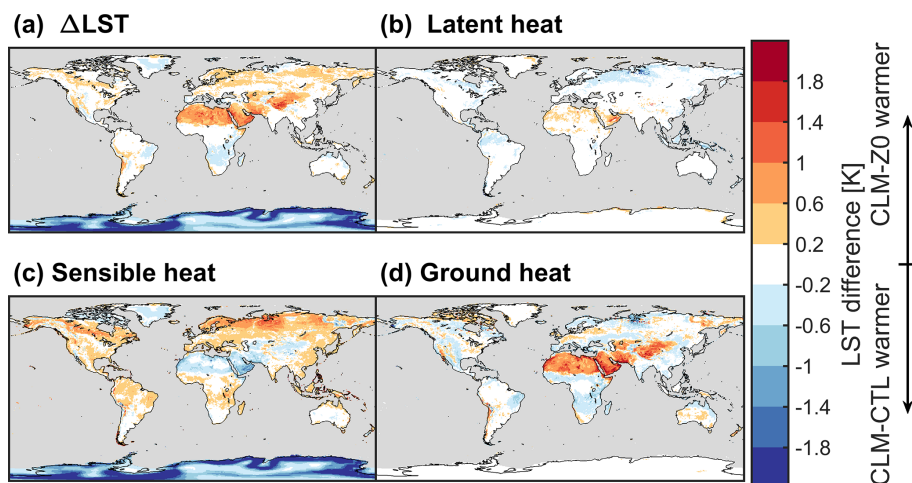 (a) ΔLST
(b) Latent heat
(c) Sensible heat
(d) Ground heat
1.8
1.4
1
0.6
0.2
-0.2
-0.6
-1
-1.4
-1.8
LST difference [K]
CLM-CTL warmer
CLM-Z0 warmer